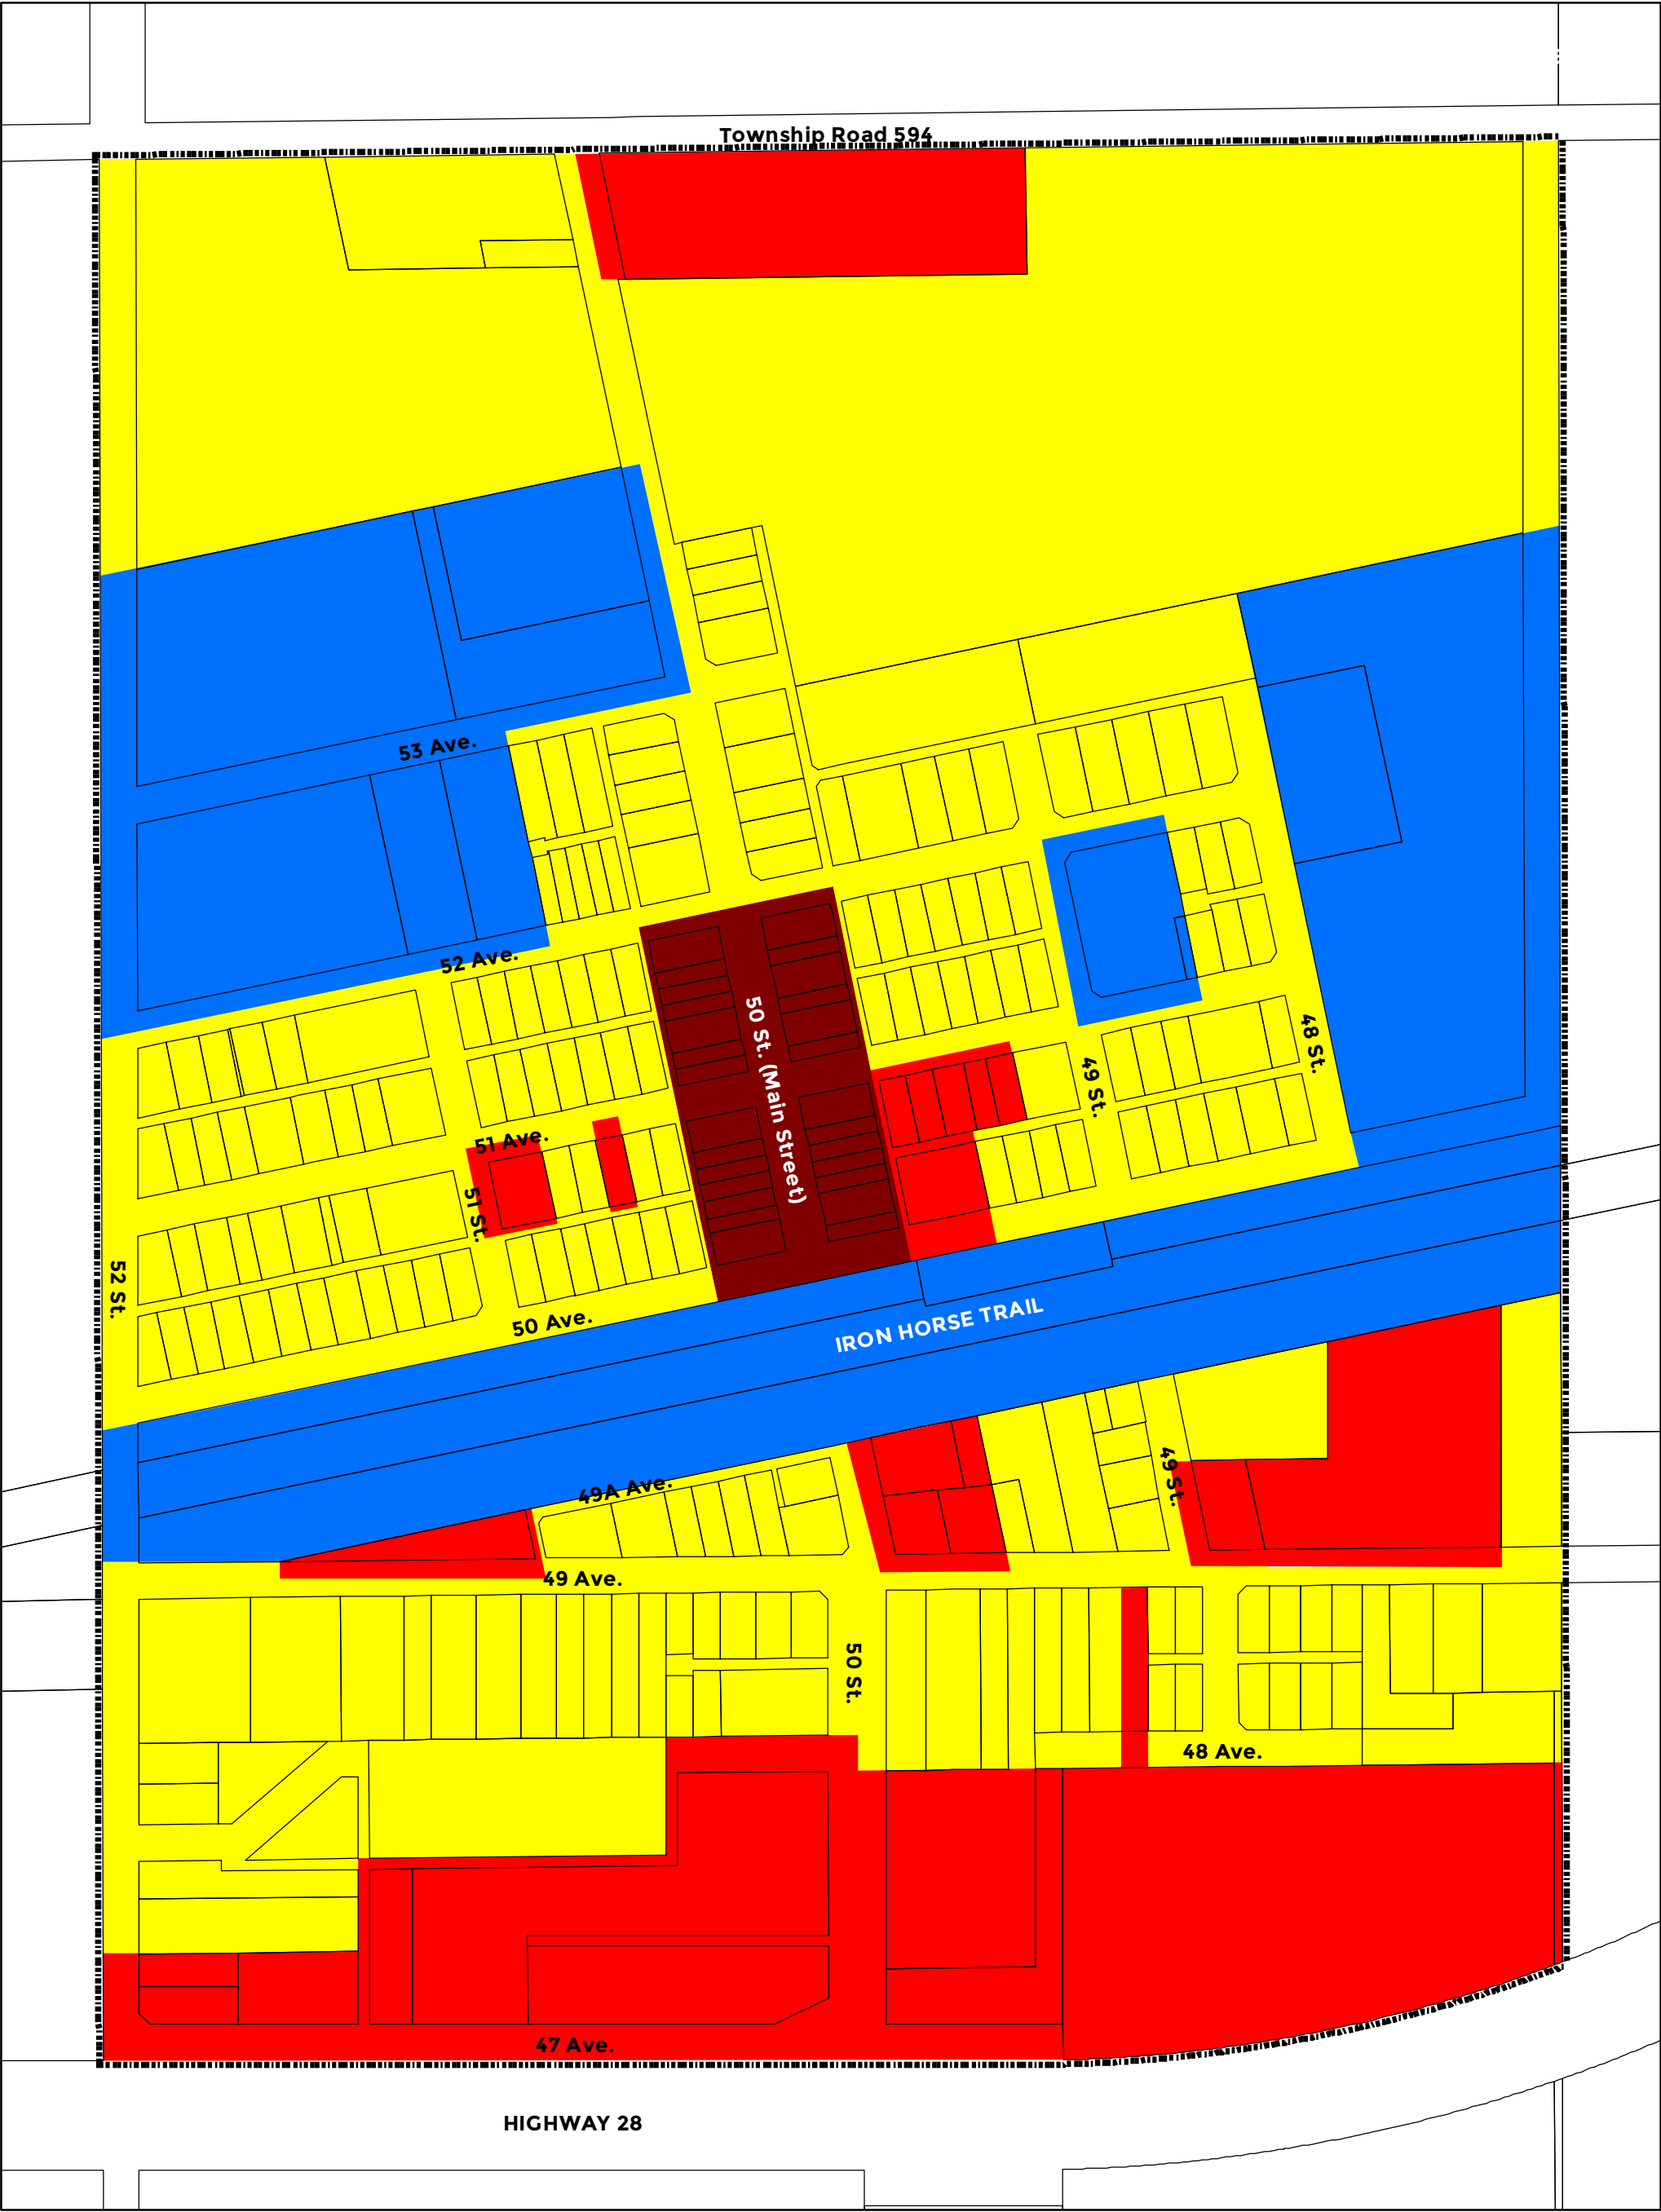 Township Road 594
53 Ave.
52 Ave.
50 St. (Main Street)
48 St.
49 St.
51 Ave.
51 St.
52 St.
50 Ave.
IRON HORSE TRAIL
49 St.
49A Ave.
49 Ave.
50 St.
48 Ave.
47 Ave.
HIGHWAY 28